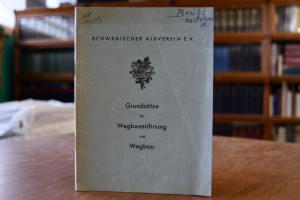 SCHWÄBISCHER ALBVEREIN E.V.
Grundsätze
für
Wegbezeichnung
und
Wegbau